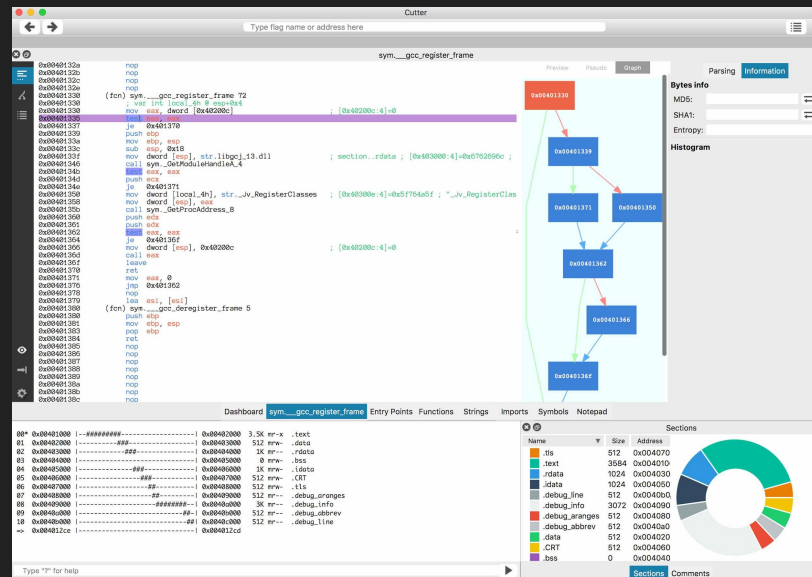 Cutter
Type flag name or address here
sym.___gcc_register_frame
0x0040132a nop
0x0040132b nop
0x0040132c nop
0x0040132e nop
0x00401330 (fcn) sym.___gcc_register_frame 72
0x00401330 ; var int local_4h @ esp+0x4
0x00401330 mov eax, dword [0x40200c] ; [0x40200c:4]=0
0x00401335 test eax, eax
0x00401337 je 0x401370
0x00401339 push ebp
0x0040133a mov ebp, esp
0x0040133c sub esp, 0x18
0x0040133f mov dword [esp], str.libgcj_13.dll ; section..rdata ; [0x403000:4]=0x6762696c ;
0x00401346 call sym._GetModuleHandleA_4
0x0040134b test eax, eax
0x0040134d push ecx
0x0040134e je 0x401371
0x00401350 mov dword [local_4h], str._Jv_RegisterClasses ; [0x40300e:4]=0x5f764a5f ; "_Jv_RegisterClas
0x00401358 mov dword [esp], eax
0x0040135b call sym._GetProcAddress_8
0x00401360 push edx
0x00401361 push edx
0x00401362 test eax, eax
0x00401364 je 0x40136f
0x00401366 mov dword [esp], 0x40200c ; [0x40200c:4]=0
0x0040136d call eax
0x0040136f leave
0x00401370 ret
0x00401371 mov eax, 0
0x00401376 jmp 0x401362
0x00401378 nop
0x00401379 lea esi, [esi]
0x00401380 (fcn) sym.___gcc_deregister_frame 5
0x00401380 push ebp
0x00401381 mov ebp, esp
0x00401383 pop ebp
0x00401384 ret
0x00401385 nop
0x00401386 nop
0x00401387 nop
0x00401388 nop
0x00401389 nop
0x0040138a nop
0x0040138b nop
0x0040138c nop
Preview Pseudo Graph
0x00401330
0x00401339
0x00401371 0x00401350
0x00401362
0x00401366
0x0040136f
Parsing Information
Bytes info
MD5:
SHA1:
Entropy:
Histogram
Dashboard sym.___gcc_register_frame Entry Points Functions Strings Imports Symbols Notepad
00* 0x00401000 |--#########-----------------------| 0x00402000 3.5K mr-x .text
01 0x00402000 |---------###----------------------| 0x00403000 512 mrw- .data
02 0x00403000 |-----------###--------------------| 0x00404000 1K mr-- .rdata
03 0x00404000 |----------------------------------| 0x00405000 0 mrw- .bss
04 0x00405000 |-------------###------------------| 0x00406000 1K mrw- .idata
05 0x00406000 |---------------###----------------| 0x00407000 512 mrw- .CRT
06 0x00407000 |-----------------##---------------| 0x00408000 512 mrw- .tls
07 0x00408000 |------------------##--------------| 0x00409000 512 mr-- .debug_aranges
08 0x00409000 |-------------------########--| 0x0040a000 3K mr-- .debug_info
09 0x0040a000 |--------------------------##-| 0x0040b000 512 mr-- .debug_abbrev
10 0x0040b000 |---------------------------##| 0x0040c000 512 mr-- .debug_line
=> 0x004012ce |----------------------------------| 0x004012cd
Type "?" for help
Sections
Name Size Address
.tls 512 0x004070
.text 3584 0x004010
.rdata 1024 0x004030
.idata 1024 0x004050
.debug_line 512 0x0040b0
.debug_info 3072 0x004090
.debug_aranges 512 0x004080
.debug_abbrev 512 0x0040a0
.data 512 0x004020
.CRT 512 0x004060
.bss 0 0x004040
Sections Comments